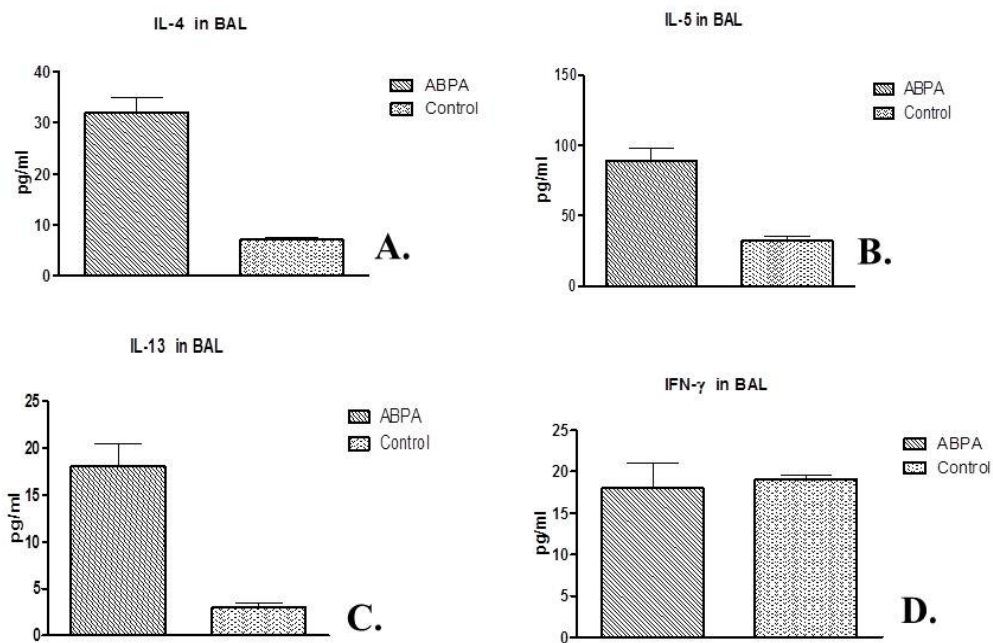 IL-4 in BAL
40
30
20
10
0
pg/ml
ABPA
Control
A.
IL-5 in BAL
150
100
50
0
pg/ml
ABPA
Control
B.
IL-13 in BAL
25
20
15
10
5
0
pg/ml
ABPA
Control
C.
IFN-γ in BAL
25
20
15
10
5
0
pg/ml
ABPA
Control
D.